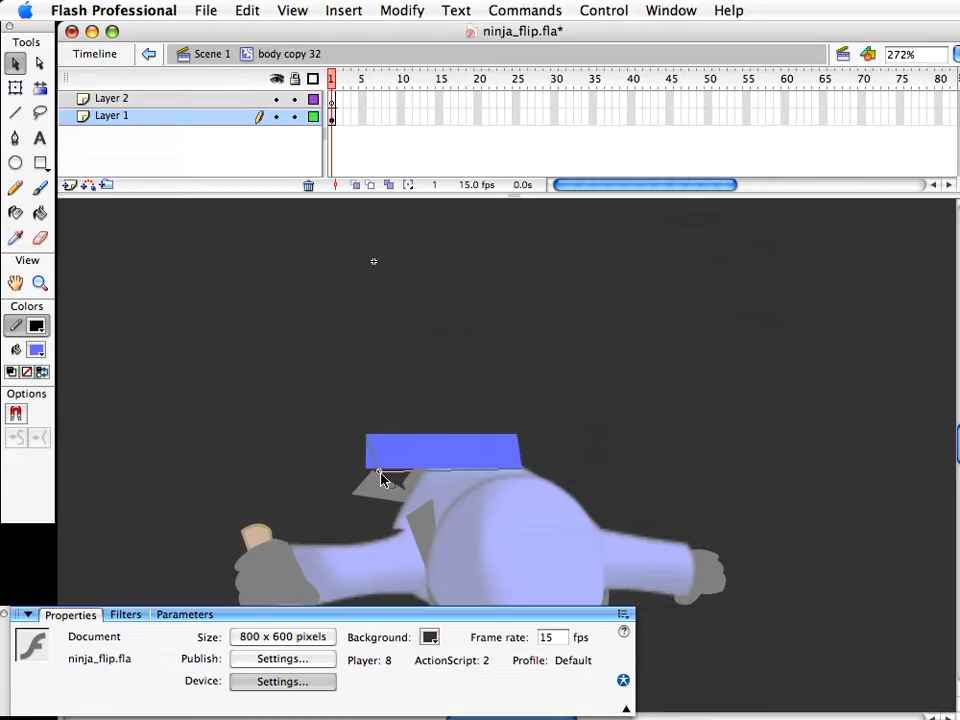 Flash Professional File Edit View Insert Modify Text Commands Control Window Help
ninja_flip.fla*
Tools
Timeline Scene 1 body copy 32 272%
1 5 10 15 20 25 30 35 40 45 50 55 60 65 70 75 80
Layer 2
Layer 1
1 15.0 fps 0.0s
View
Colors
Options
Properties Filters Parameters
Document Size: 800 x 600 pixels Background: Frame rate: 15 fps
ninja_flip.fla Publish: Settings... Player: 8 ActionScript: 2 Profile: Default
Device: Settings...